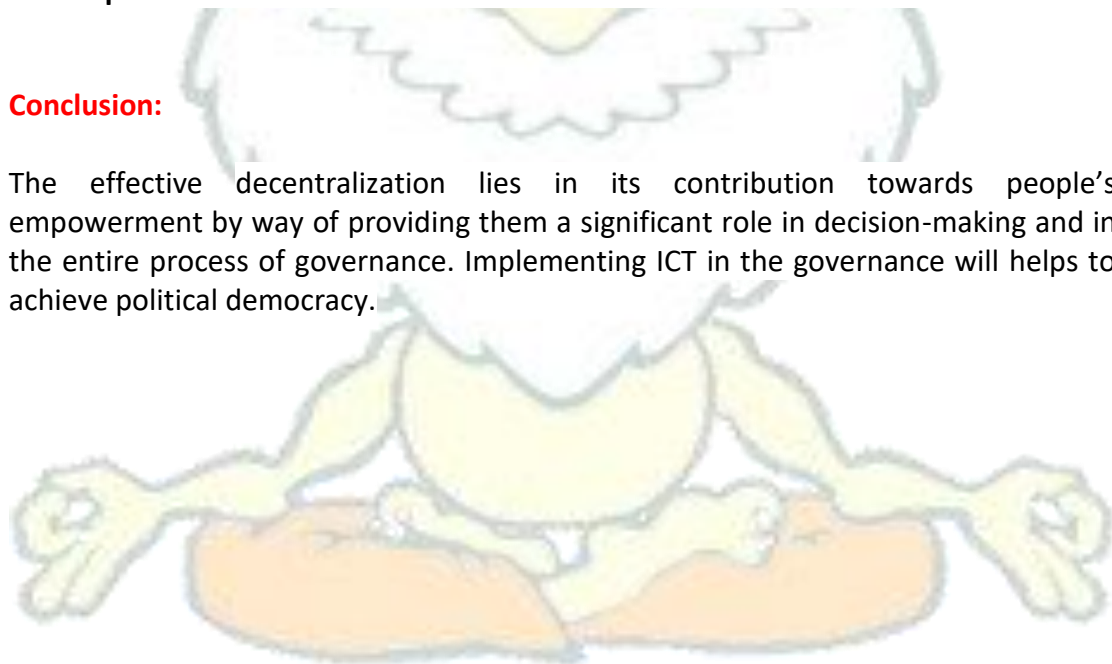 Conclusion:
The effective decentralization lies in its contribution towards people’s
empowerment by way of providing them a significant role in decision-making and in
the entire process of governance. Implementing ICT in the governance will helps to
achieve political democracy.